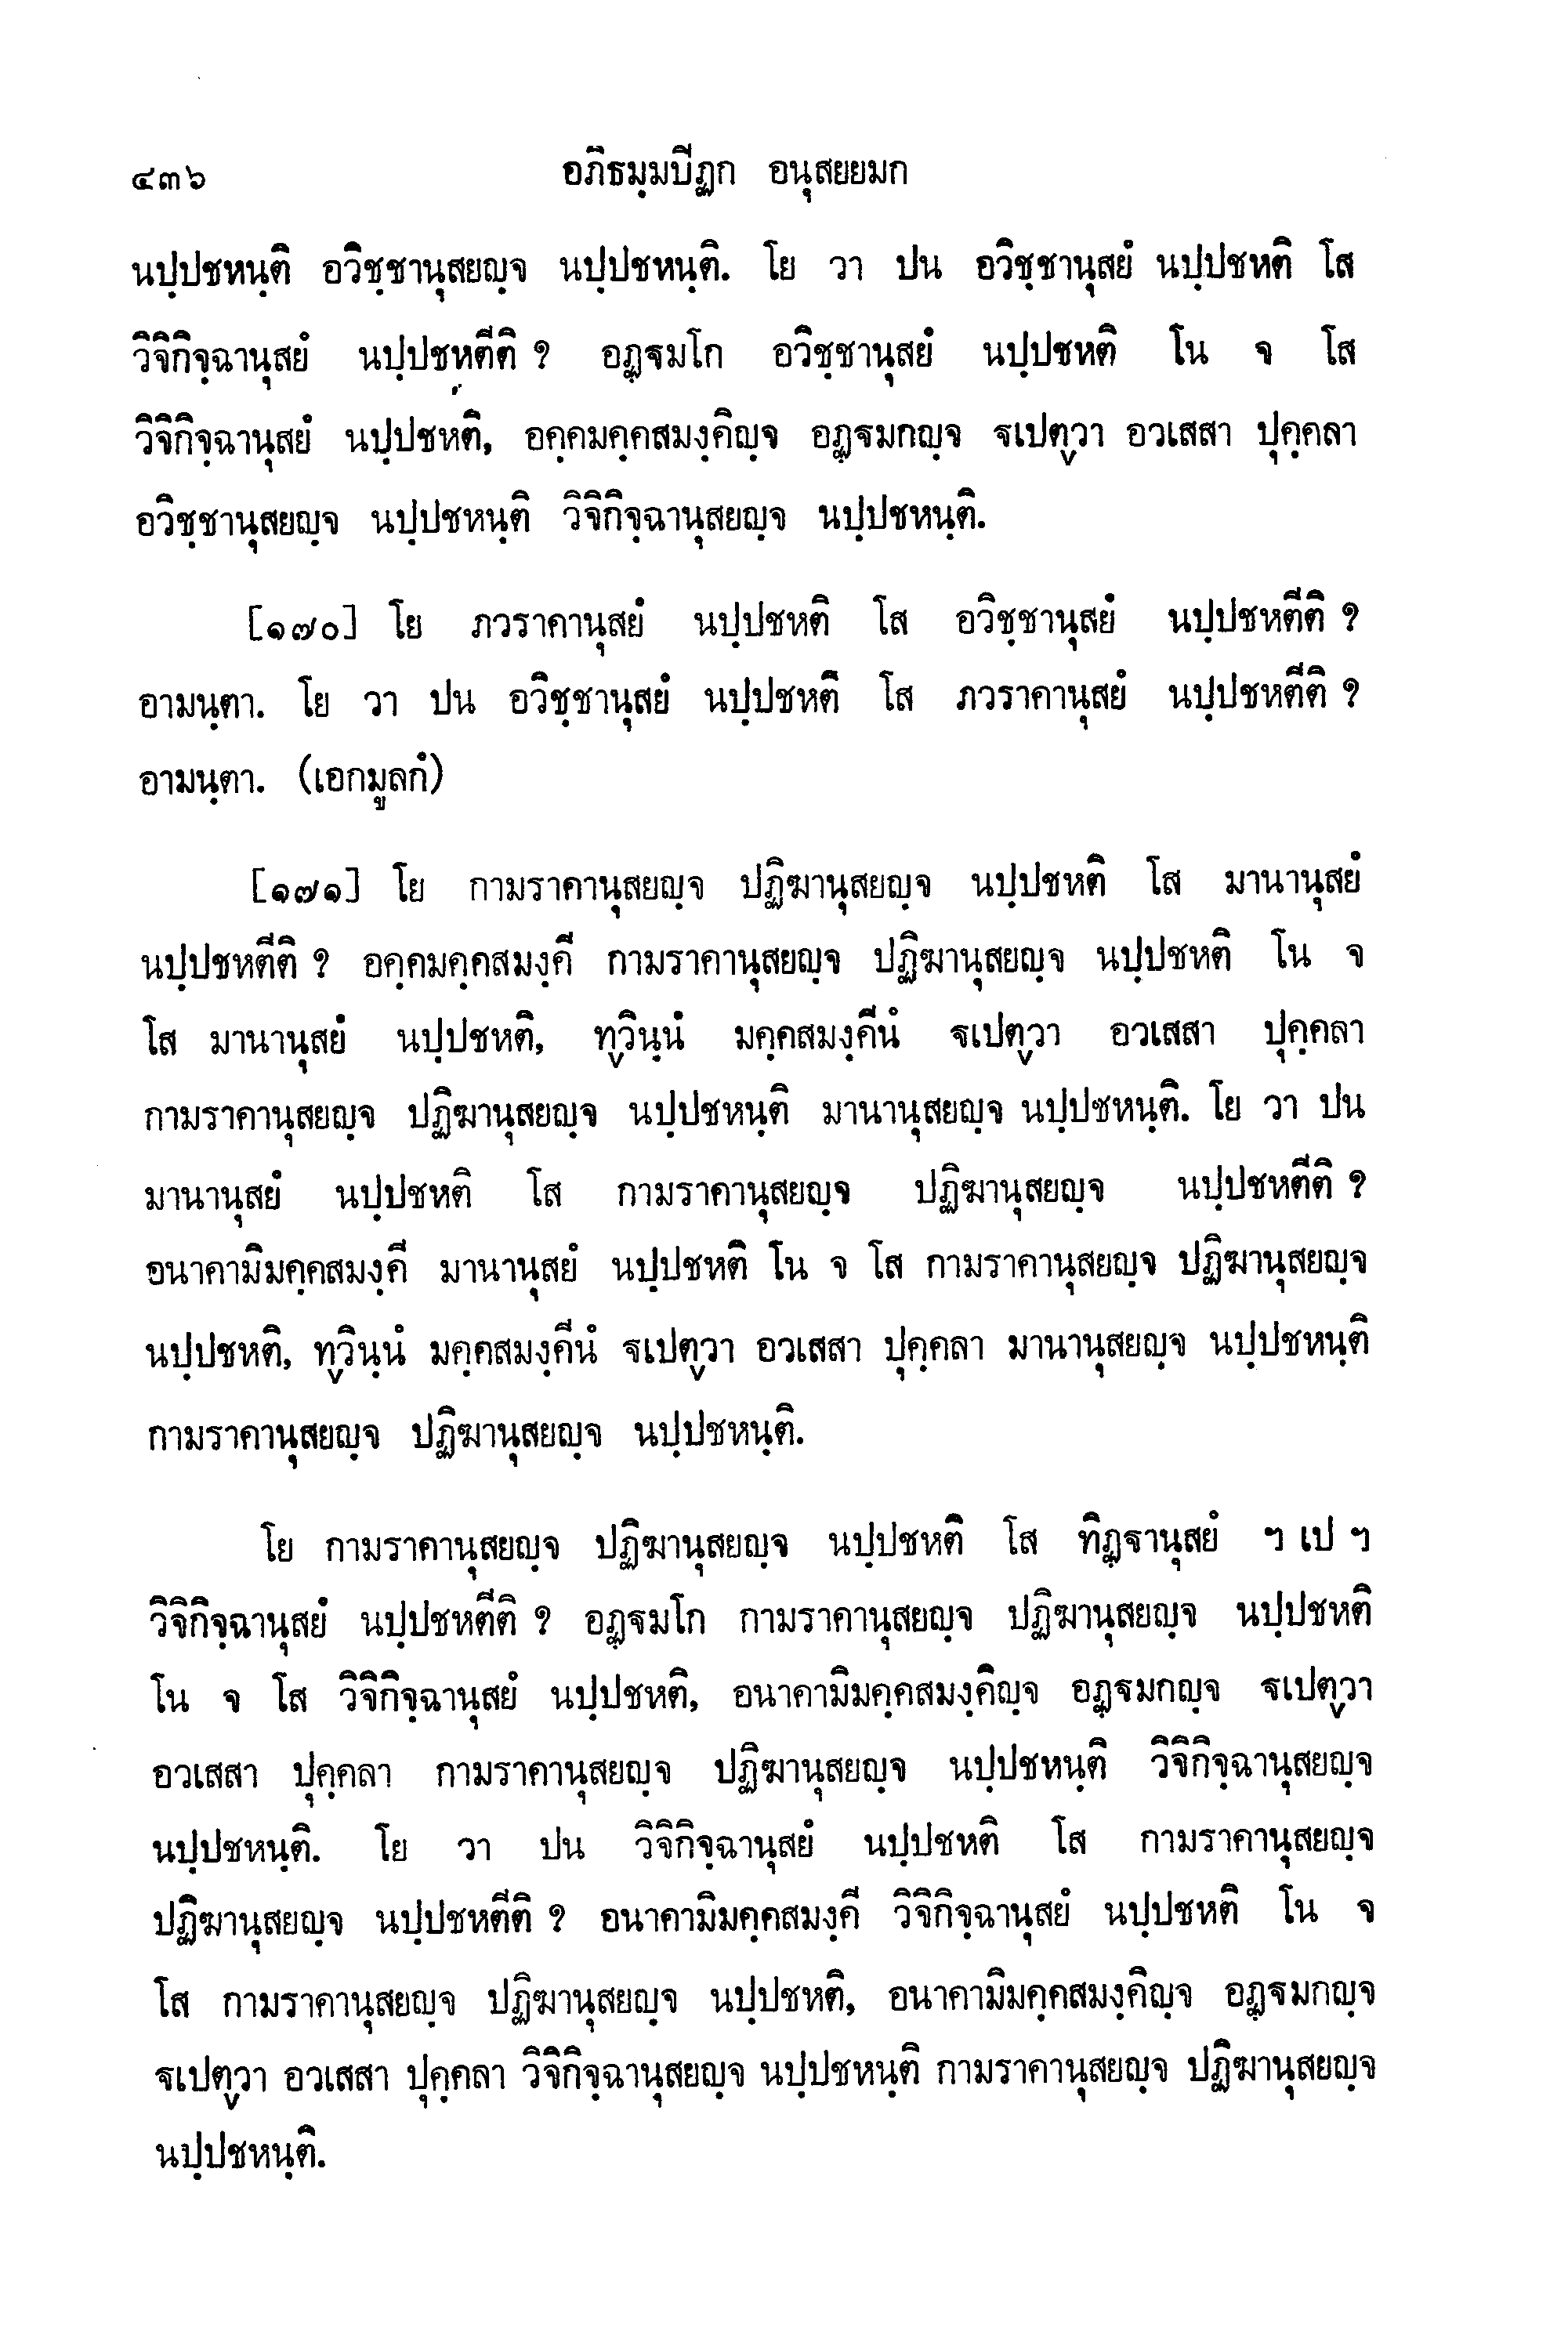 ๔๓๖ อภิธมฺมปีฏก อนุสยยมก
นปฺปชหนฺติ อวิชฺชานุสยญฺจ นปฺปชหนฺติ. โย วา ปน อวิชฺชานุสยํ นปฺปชหติ โส
วิจิกิจฺฉานุสยํ นปฺปชหตีติ ? อฏฺฐมโก อวิชฺชานุสยํ นปฺปชหติ โน จ โส
วิจิกิจฺฉานุสยํ นปฺปชหติ, อคฺคมคฺคสมงฺคิญฺจ อฏฺฐมกญฺจ ฐเปตฺวา อวเสสา ปุคฺคลา
อวิชฺชานุสยญฺจ นปฺปชหนฺติ วิจิกิจฺฉานุสยญฺจ นปฺปชหนฺติ.
[๑๗๐] โย ภวราคานุสยํ นปฺปชหติ โส อวิชฺชานุสยํ นปฺปชหตีติ ?
อามนฺตา. โย วา ปน อวิชฺชานุสยํ นปฺปชหติ โส ภวราคานุสยํ นปฺปชหตีติ ?
อามนฺตา. (เอกมูลกํ)
[๑๗๑] โย กามราคานุสยญฺจ ปฏิฆานุสยญฺจ นปฺปชหติ โส มานานุสยํ
นปฺปชหตีติ ? อคฺคมคฺคสมงฺคี กามราคานุสยญฺจ ปฏิฆานุสยญฺจ นปฺปชหติ โน จ
โส มานานุสยํ นปฺปชหติ, ทฺวินฺนํ มคฺคสมงฺคีนํ ฐเปตฺวา อวเสสา ปุคฺคลา
กามราคานุสยญฺจ ปฏิฆานุสยญฺจ นปฺปชหนฺติ มานานุสยญฺจ นปฺปชหนฺติ. โย วา ปน
มานานุสยํ นปฺปชหติ โส กามราคานุสยญฺจ ปฏิฆานุสยญฺจ นปฺปชหตีติ ?
อนาคามิมคฺคสมงฺคี มานานุสยํ นปฺปชหติ โน จ โส กามราคานุสยญฺจ ปฏิฆานุสยญฺจ
นปฺปชหติ, ทฺวินฺนํ มคฺคสมงฺคีนํ ฐเปตฺวา อวเสสา ปุคฺคลา มานานุสยญฺจ นปฺปชหนฺติ
กามราคานุสยญฺจ ปฏิฆานุสยญฺจ นปฺปชหนฺติ.
โย กามราคานุสยญฺจ ปฏิฆานุสยญฺจ นปฺปชหติ โส ทิฏฺฐานุสยํ ฯ เป ฯ
วิจิกิจฺฉานุสยํ นปฺปชหตีติ ? อฏฺฐมโก กามราคานุสยญฺจ ปฏิฆานุสยญฺจ นปฺปชหติ
โน จ โส วิจิกิจฺฉานุสยํ นปฺปชหติ, อนาคามิมคฺคสมงฺคิญฺจ อฏฺฐมกญฺจ ฐเปตฺวา
อวเสสา ปุคฺคลา กามราคานุสยญฺจ ปฏิฆานุสยญฺจ นปฺปชหนฺติ วิจิกิจฺฉานุสยญฺจ
นปฺปชหนฺติ. โย วา ปน วิจิกิจฺฉานุสยํ นปฺปชหติ โส กามราคานุสยญฺจ
ปฏิฆานุสยญฺจ นปฺปชหตีติ ? อนาคามิมคฺคสมงฺคี วิจิกิจฺฉานุสยํ นปฺปชหติ โน จ
โส กามราคานุสยญฺจ ปฏิฆานุสยญฺจ นปฺปชหติ, อนาคามิมคฺคสมงฺคิญฺจ อฏฺฐมกญฺจ
ฐเปตฺวา อวเสสา ปุคฺคลา วิจิกิจฺฉานุสยญฺจ นปฺปชหนฺติ กามราคานุสยญฺจ ปฏิฆานุสยญฺจ
นปฺปชหนฺติ.